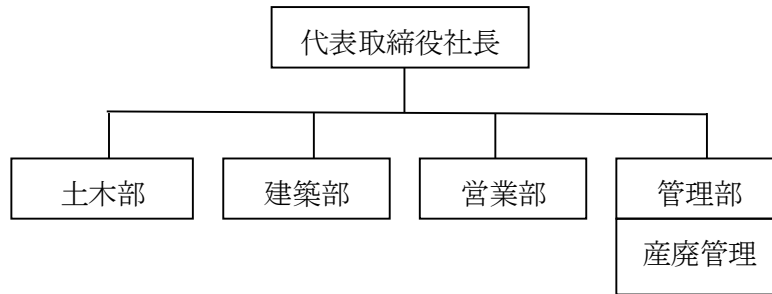 代表取締役社長
土木部
建築部
営業部
管理部
産廃管理